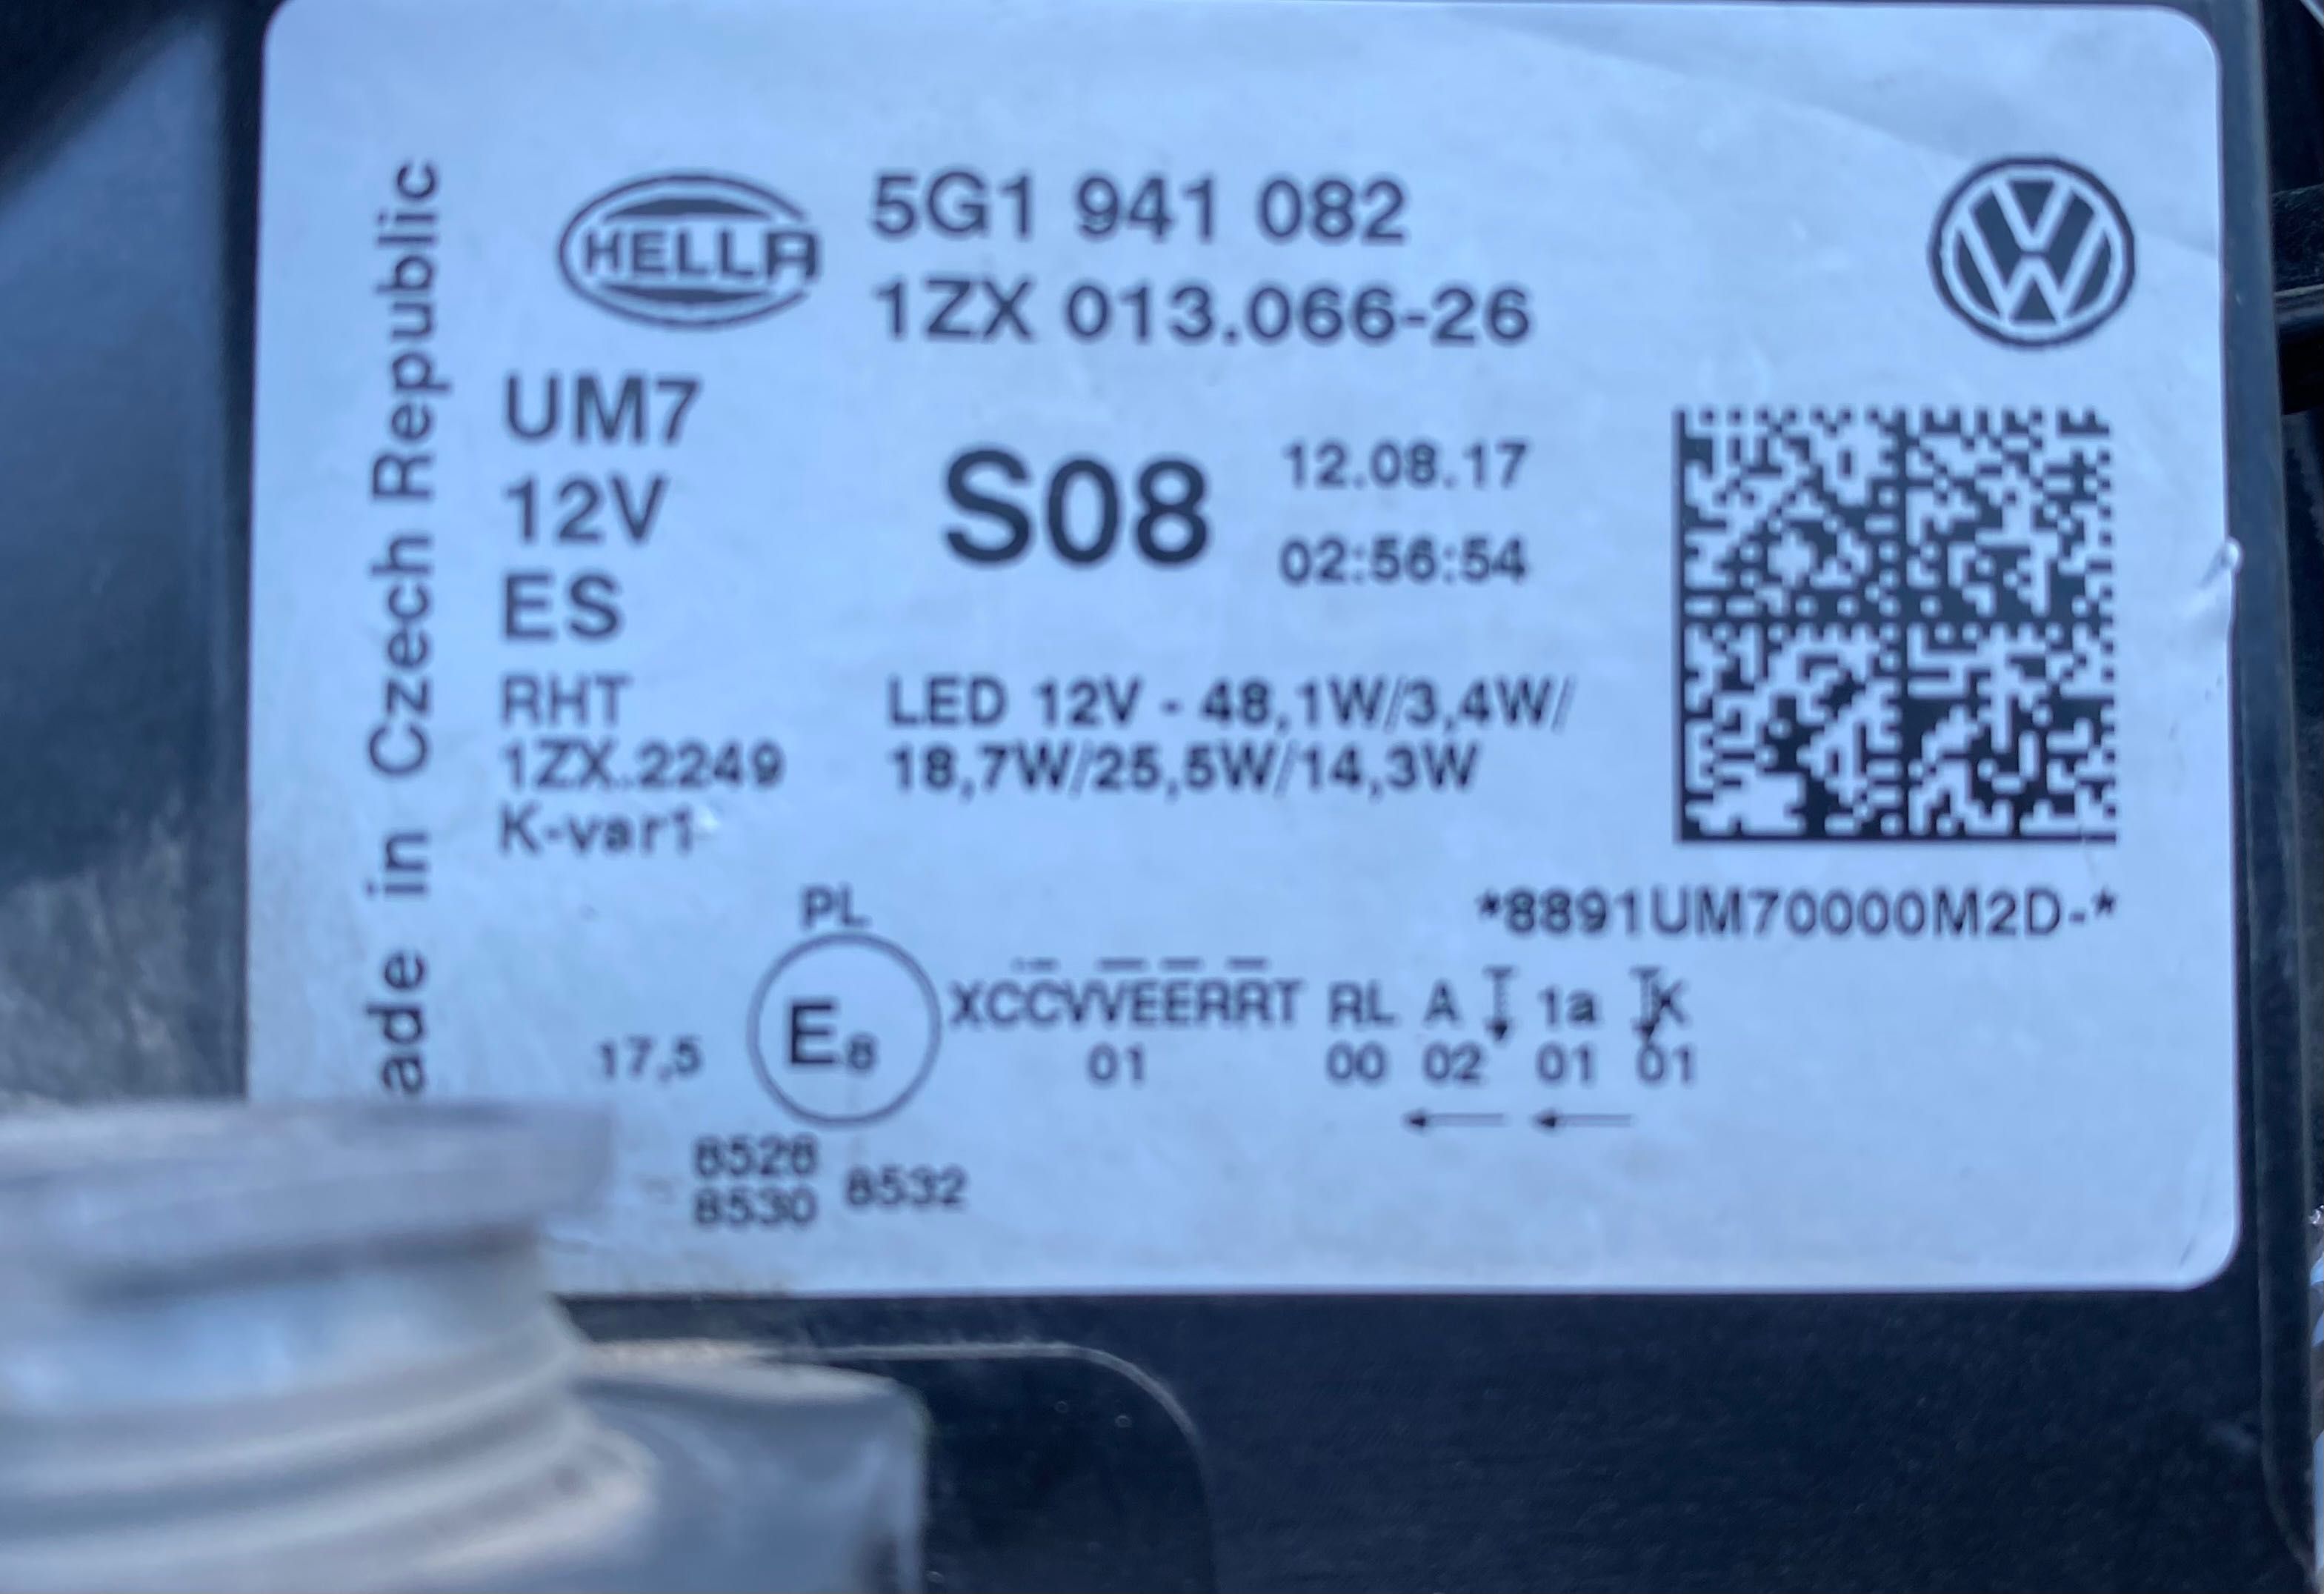 ade in Czech Republic
HELLA
5G1 941 082
1ZX 013.066-26
UM7
12V
ES
S08
12.08.17
02:56:54
RHT
1ZX.2249
K-var1
LED 12V - 48,1W/3,4W/
18,7W/25,5W/14,3W
*8891UM70000M2D-*
PL
17,5
E8
XCCVVEERRT RL A 1a K
01 00 02 01 01
8528
8530
8532